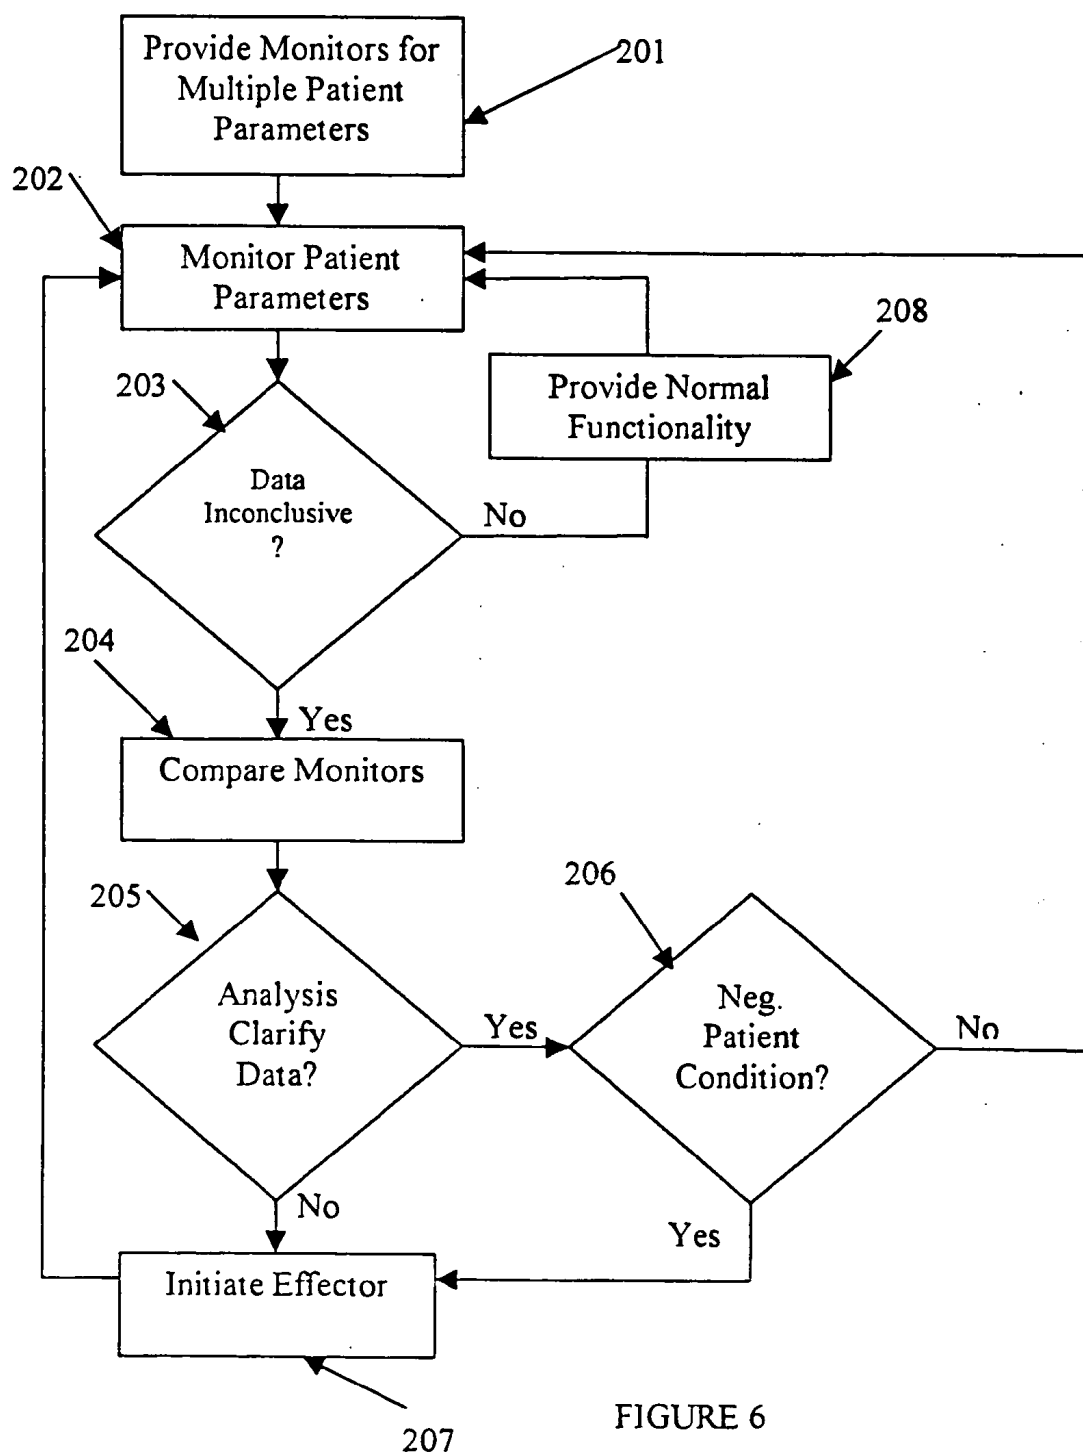 Provide Monitors for
Multiple Patient
Parameters
201
202
Monitor Patient
Parameters
208
Provide Normal
Functionality
203
Data
Inconclusive
?
No
204
Yes
Compare Monitors
205
206
Analysis
Clarify
Data?
Yes
Neg.
Patient
Condition?
No
No
Yes
Initiate Effector
207
FIGURE 6